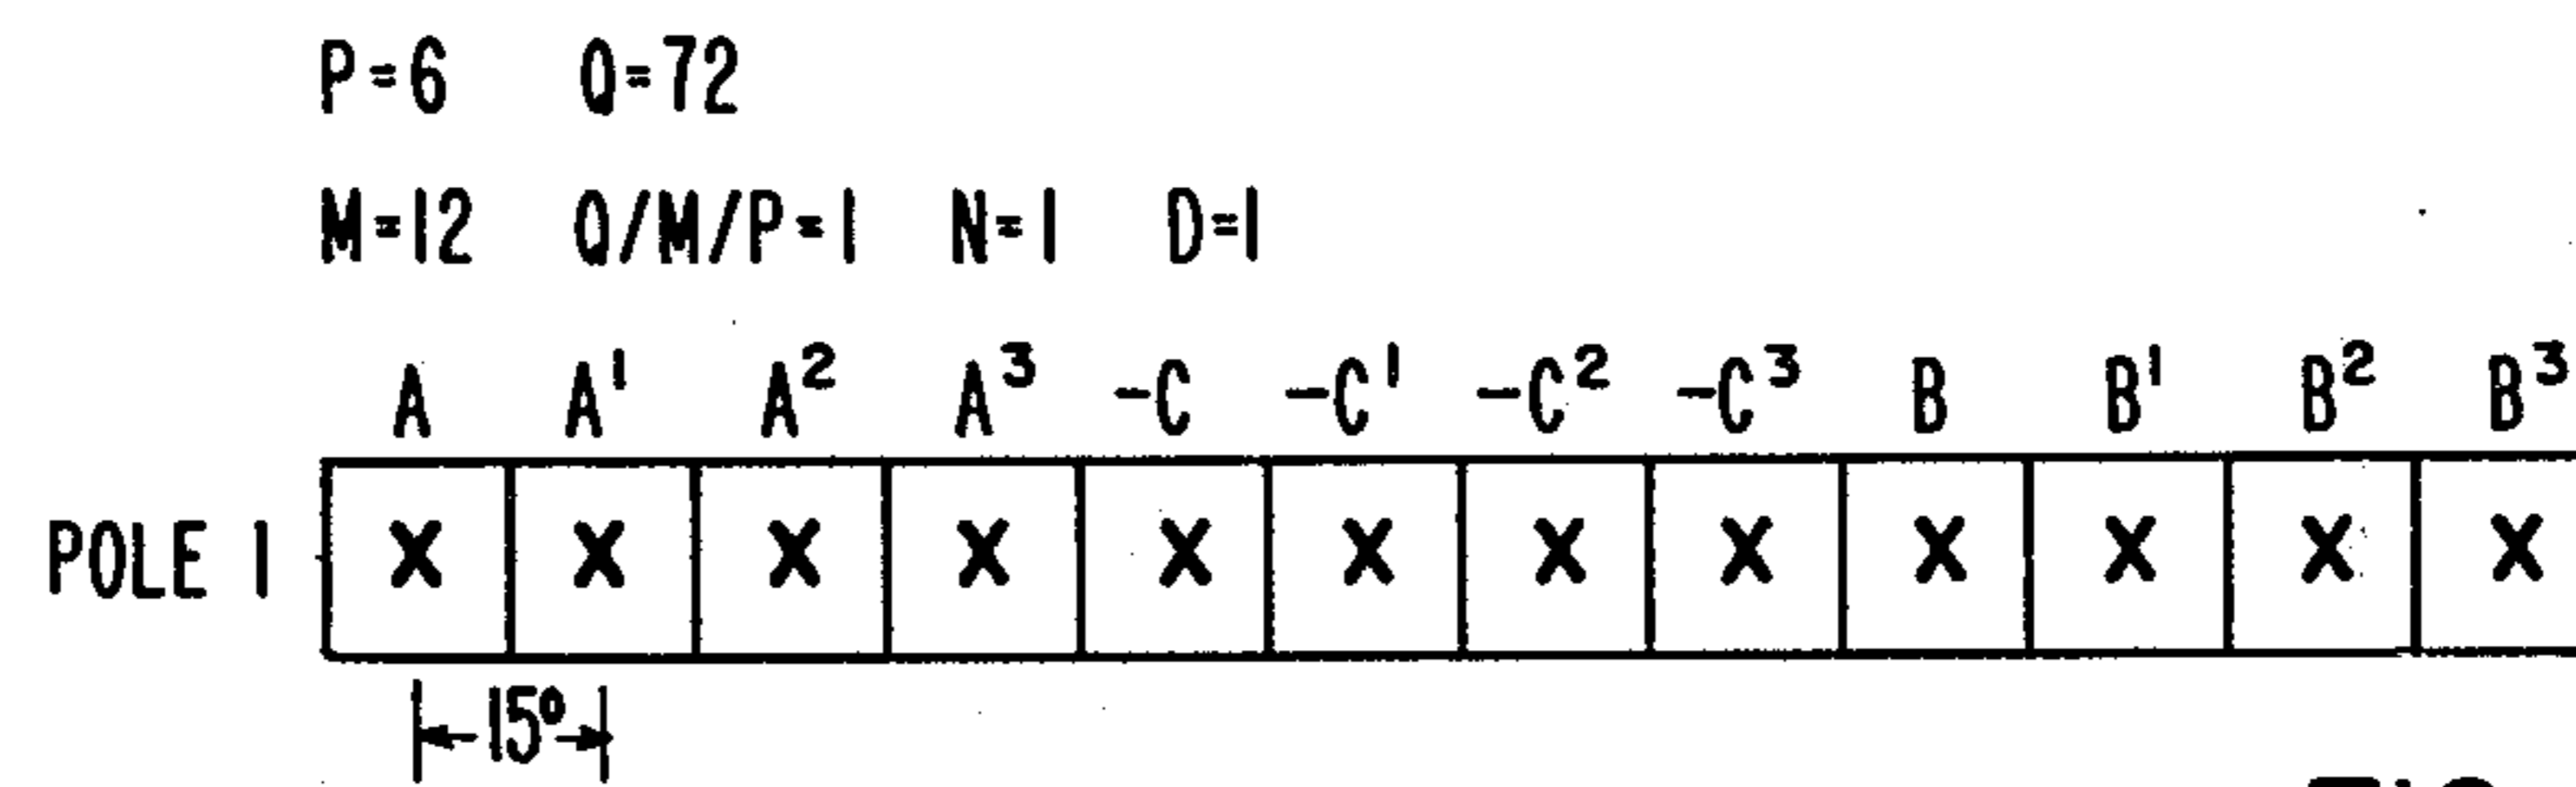 P=6 Q=72
M=12 Q/M/P=1 N=1 D=1
A A¹ A² A³ -C -C¹ -C² -C³ B B¹ B² B³
POLE 1 X X X X X X X X X X X X
15°